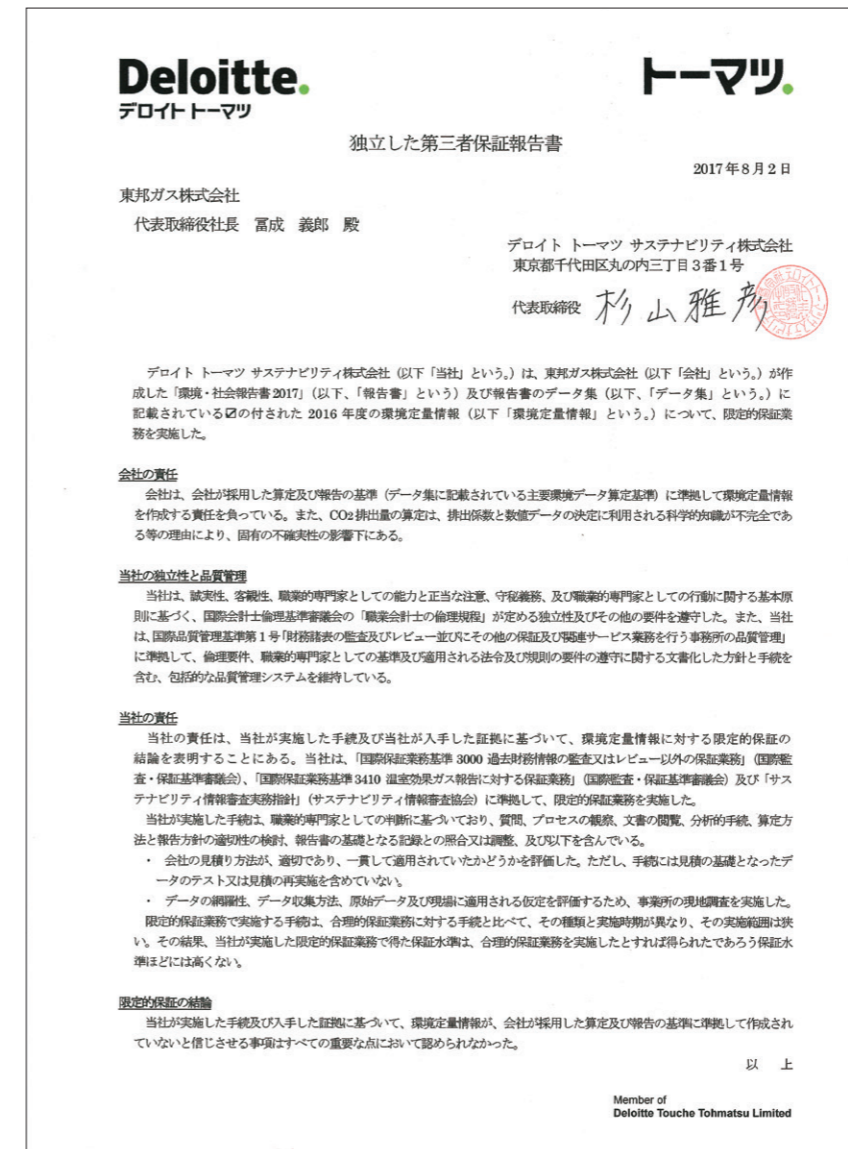 Deloitte.
デロイト トーマツ
トーマツ.
独立した第三者保証報告書
2017年8月2日
東邦ガス株式会社
代表取締役社長 冨成 義郎 殿
デロイト トーマツ サステナビリティ株式会社
東京都千代田区丸の内三丁目3番1号
代表取締役 杉山雅彦
デロイト トーマツ サステナビリティ株式会社（以下「当社」という。）は、東邦ガス株式会社（以下「会社」という。）が作
成した「環境・社会報告書2017」（以下、「報告書」という）及び報告書のデータ集（以下、「データ集」という。）に
記載されている☑の付された 2016 年度の環境定量情報（以下「環境定量情報」という。）について、限定的保証業
務を実施した。
会社の責任
会社は、会社が採用した算定及び報告の基準（データ集に記載されている主要環境データ算定基準）に準拠して環境定量情報
を作成する責任を負っている。また、CO2排出量の算定は、排出係数と数値データの決定に利用される科学的知識が不完全であ
る等の理由により、固有の不確実性の影響下にある。
当社の独立性と品質管理
当社は、誠実性、客観性、職業的専門家としての能力と正当な注意、守秘義務、及び職業的専門家としての行動に関する基本原
則に基づく、国際会計士倫理基準審議会の「職業会計士の倫理規程」が定める独立性及びその他の要件を遵守した。また、当社
は、国際品質管理基準第1号「財務諸表の監査及びレビュー並びにその他の保証及び関連サービス業務を行う事務所の品質管理」
に準拠して、倫理要件、職業的専門家としての基準及び適用される法令及び規則の要件の遵守に関する文書化した方針と手続を
含む、包括的な品質管理システムを維持している。
当社の責任
当社の責任は、当社が実施した手続及び当社が入手した証拠に基づいて、環境定量情報に対する限定的保証の
結論を表明することにある。当社は、「国際保証業務基準 3000 過去財務情報の監査又はレビュー以外の保証業務」（国際監
査・保証基準審議会）、「国際保証業務基準 3410 温室効果ガス報告に対する保証業務」（国際監査・保証基準審議会）及び「サス
テナビリティ情報審査実務指針」（サステナビリティ情報審査協会）に準拠して、限定的保証業務を実施した。
当社が実施した手続は、職業的専門家としての判断に基づいており、質問、プロセスの観察、文書の閲覧、分析的手続、算定方
法と報告方針の適切性の検討、報告書の基礎となる記録との照合又は調整、及び以下を含んでいる。
・ 会社の見積り方法が、適切であり、一貫して適用されていたかどうかを評価した。ただし、手続には見積の基礎となったデ
ータのテスト又は見積の再実施を含めていない。
・ データの網羅性、データ収集方法、原始データ及び現場に適用される仮定を評価するため、事業所の現地調査を実施した。
限定的保証業務で実施する手続は、合理的保証業務に対する手続と比べて、その種類と実施時期が異なり、その実施範囲は狭
い。その結果、当社が実施した限定的保証業務で得た保証水準は、合理的保証業務を実施したとすれば得られたであろう保証水
準ほどには高くない。
限定的保証の結論
当社が実施した手続及び入手した証拠に基づいて、環境定量情報が、会社が採用した算定及び報告の基準に準拠して作成され
ていないと信じさせる事項はすべての重要な点において認められなかった。
以 上
Member of
Deloitte Touche Tohmatsu Limited